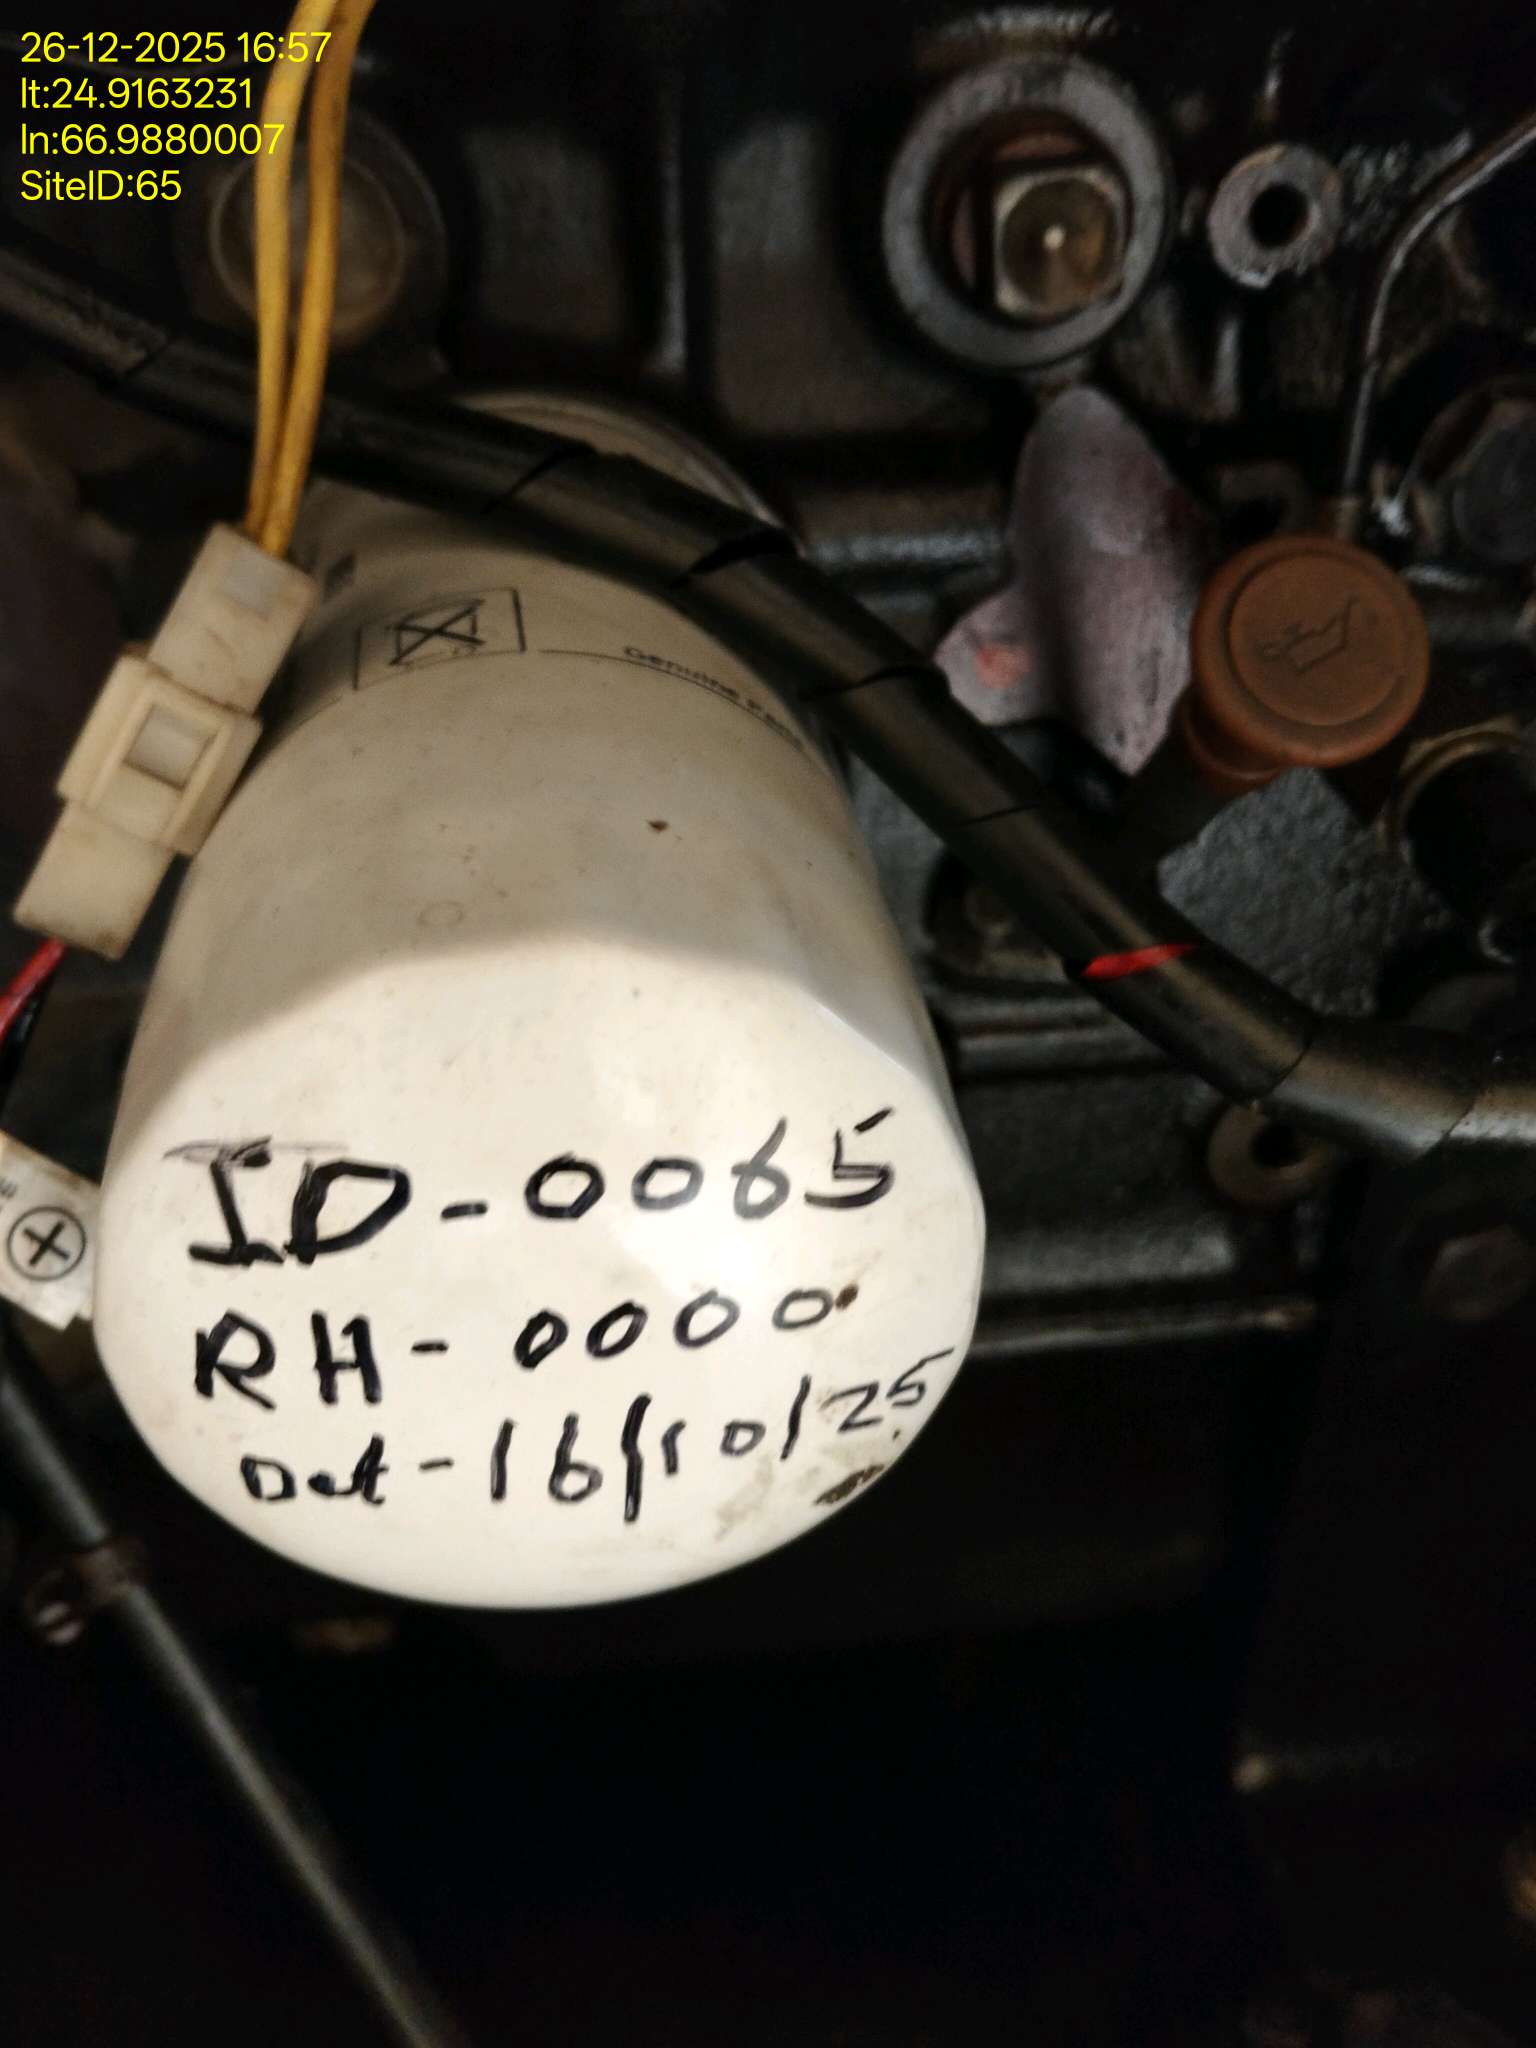 26-12-2025 16:57
lt:24.9163231
ln:66.9880007
SiteID:65
Genuine
ID-0065
RH-0000
Dat-16/10/25